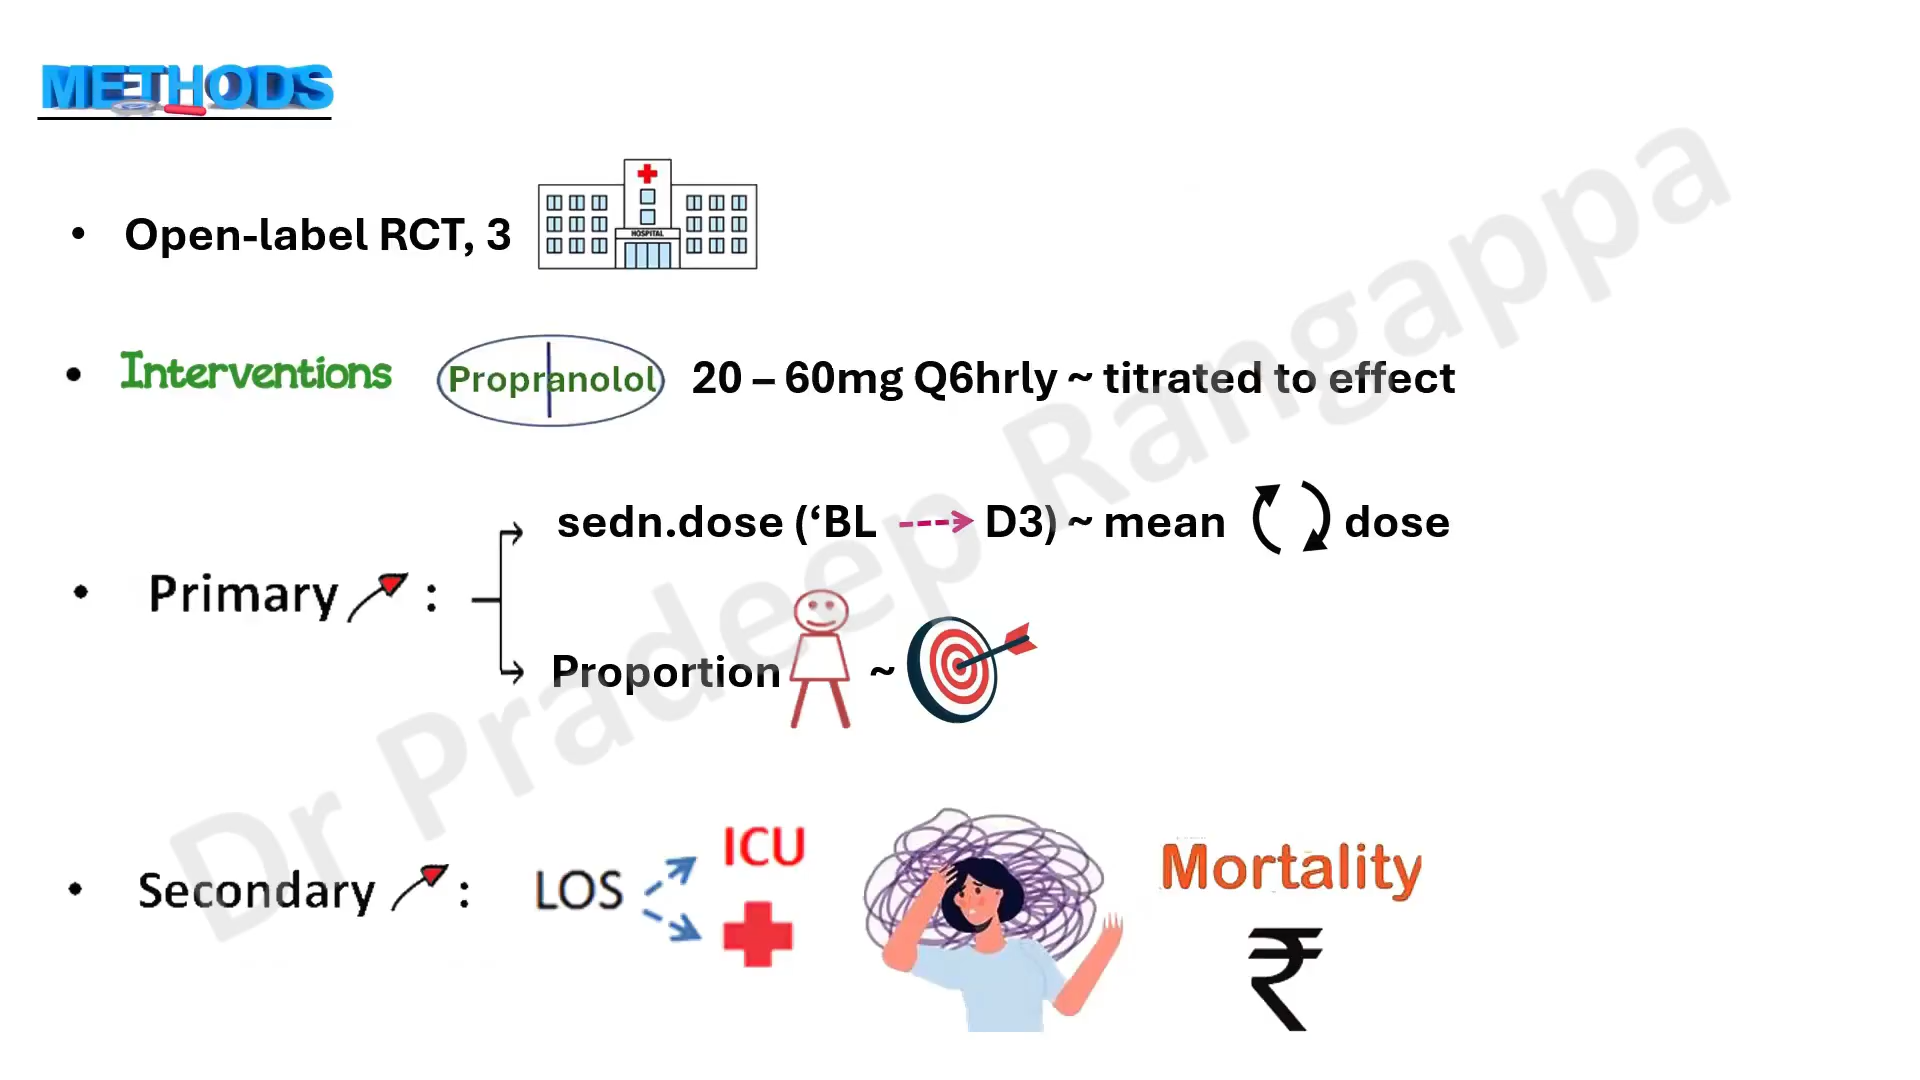 METHODS
HOSPITAL
• Open-label RCT, 3
• Interventions Propranolol 20 – 60mg Q6hrly ~ titrated to effect
sedn.dose (‘BL D3) ~ mean dose
• Primary :
Proportion ~
• Secondary : LOS ICU
Mortality
₹
Dr Pradeep Rangappa